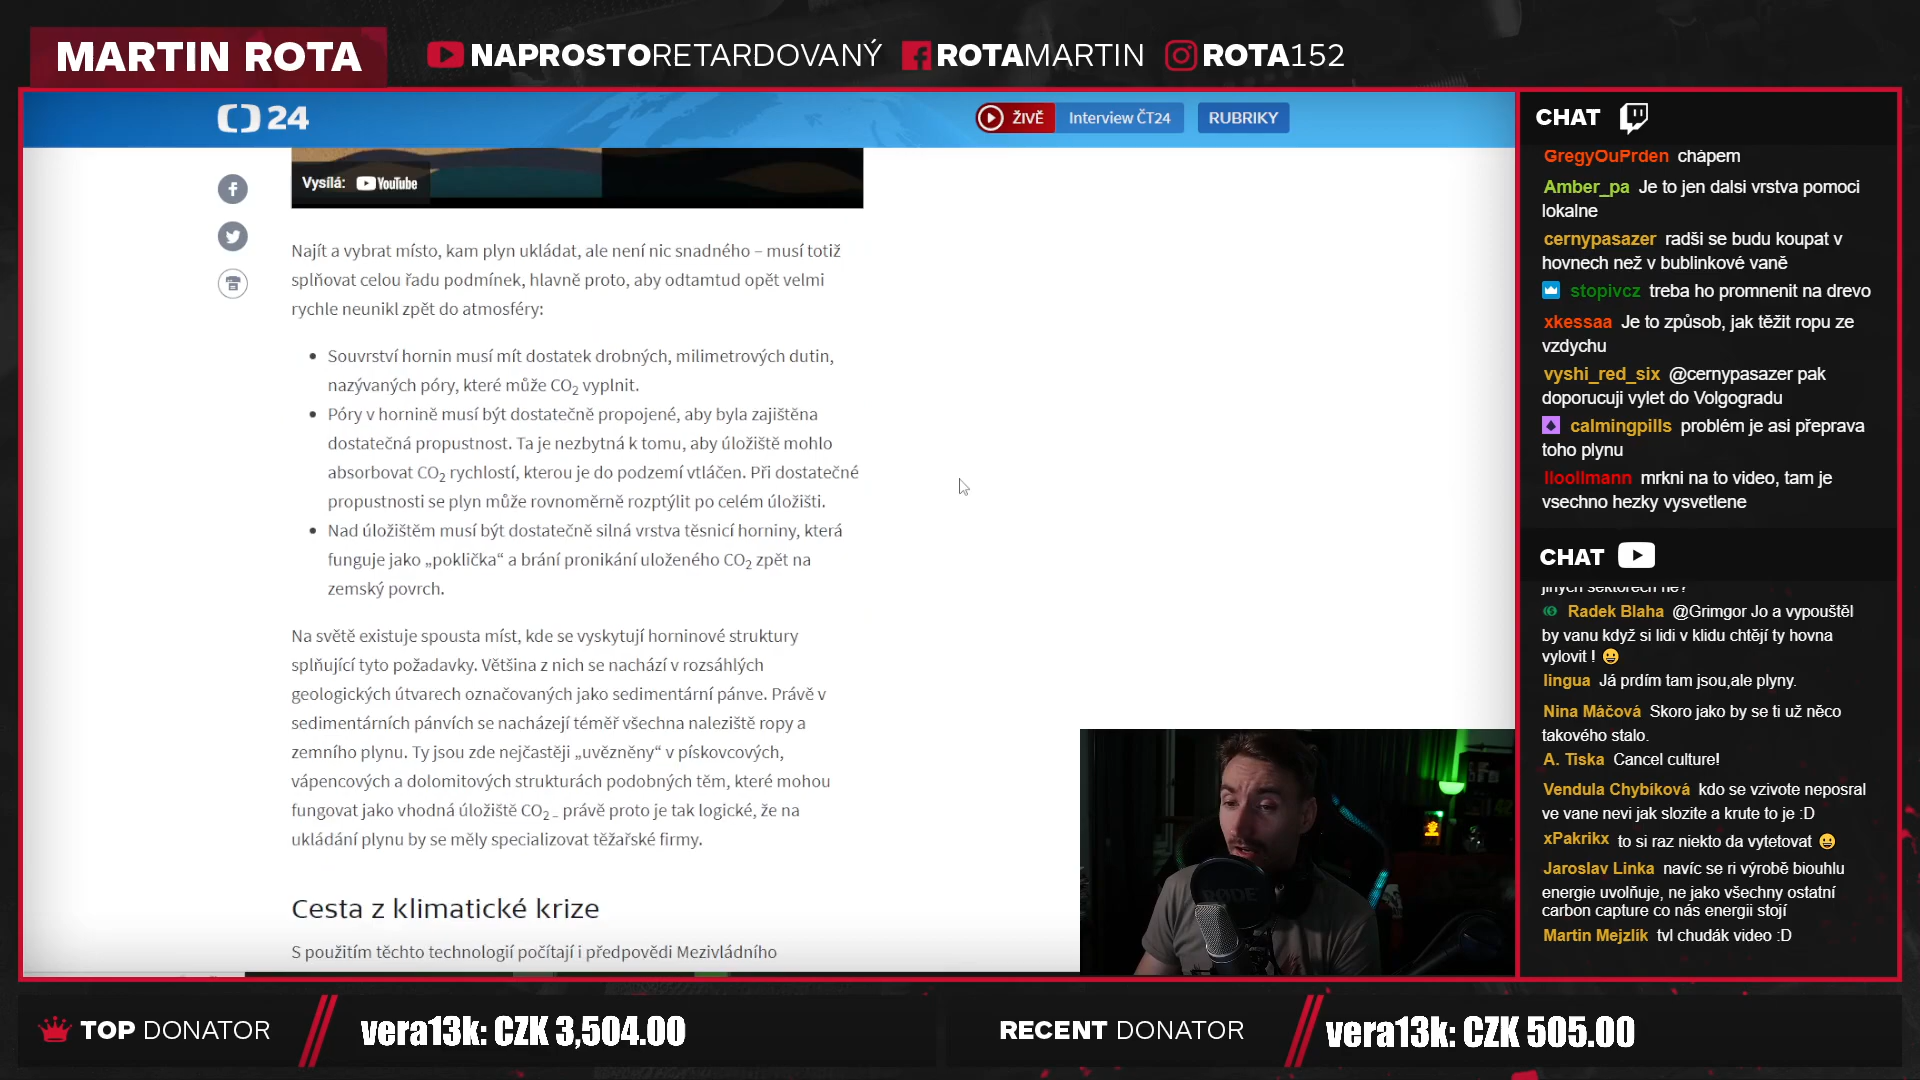 MARTIN ROTA
NAPROSTORETARDOVANÝ
ROTAMARTIN
ROTA152
24
ŽIVĚ
Interview ČT24
RUBRIKY
Vysílá: YouTube
Najít a vybrat místo, kam plyn ukládat, ale není nic snadného – musí totiž
splňovat celou řadu podmínek, hlavně proto, aby odtamtud opět velmi
rychle neunikl zpět do atmosféry:
Souvrství hornin musí mít dostatek drobných, milimetrových dutin,
nazývaných póry, které může CO2 vyplnit.
Póry v hornině musí být dostatečně propojené, aby byla zajištěna
dostatečná propustnost. Ta je nezbytná k tomu, aby úložiště mohlo
absorbovat CO2 rychlostí, kterou je do podzemí vtláčen. Při dostatečné
propustnosti se plyn může rovnoměrně rozptýlit po celém úložišti.
Nad úložištěm musí být dostatečně silná vrstva těsnicí horniny, která
funguje jako „poklička“ a brání pronikání uloženého CO2 zpět na
zemský povrch.
Na světě existuje spousta míst, kde se vyskytují horninové struktury
splňující tyto požadavky. Většina z nich se nachází v rozsáhlých
geologických útvarech označovaných jako sedimentární pánve. Právě v
sedimentárních pánvích se nacházejí téměř všechna naleziště ropy a
zemního plynu. Ty jsou zde nejčastěji „uvězněny“ v pískovcových,
vápencových a dolomitových strukturách podobných těm, které mohou
fungovat jako vhodná úložiště CO2 – právě proto je tak logické, že na
ukládání plynu by se měly specializovat těžařské firmy.
Cesta z klimatické krize
S použitím těchto technologií počítají i předpovědi Mezivládního
CHAT
GregyOuPrden chápem
Amber_pa Je to jen dalsi vrstva pomoci
lokalne
cernypasazer radši se budu koupat v
hovnech než v bublinkové vaně
stopivcz treba ho promnenit na drevo
xkessaa Je to způsob, jak těžit ropu ze
vzdychu
vyshi_red_six @cernypasazer pak
doporucuji vylet do Volgogradu
calmingpills problém je asi přeprava
toho plynu
lloollmann mrkni na to video, tam je
vsechno hezky vysvetlene
CHAT
jiných sektorech ne?
Radek Blaha @Grimgor Jo a vypouštěl
by vanu když si lidi v klidu chtějí ty hovna
vylovit ! 😀
lingua Já prdím tam jsou,ale plyny.
Nina Máčová Skoro jako by se ti už něco
takového stalo.
A. Tiska Cancel culture!
Vendula Chybíková kdo se vzivote neposral
ve vane nevi jak slozite a krute to je :D
xPakrikx to si raz niekto da vytetovat 😀
Jaroslav Linka navíc se ri výrobě biouhlu
energie uvolňuje, ne jako všechny ostatní
carbon capture co nás energii stojí
Martin Mejzlík tvl chudák video :D
TOP DONATOR
vera13k: CZK 3,504.00
RECENT DONATOR
vera13k: CZK 505.00